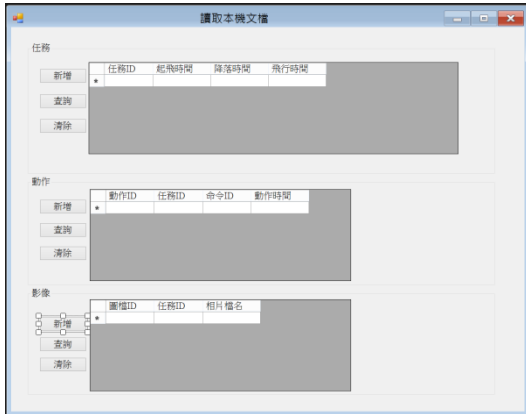 讀取本機文檔
任務
新增
查詢
清除
任務ID 起飛時間 降落時間 飛行時間
*
動作
新增
查詢
清除
動作ID 任務ID 命令ID 動作時間
*
影像
新增
查詢
清除
圖檔ID 任務ID 相片檔名
*